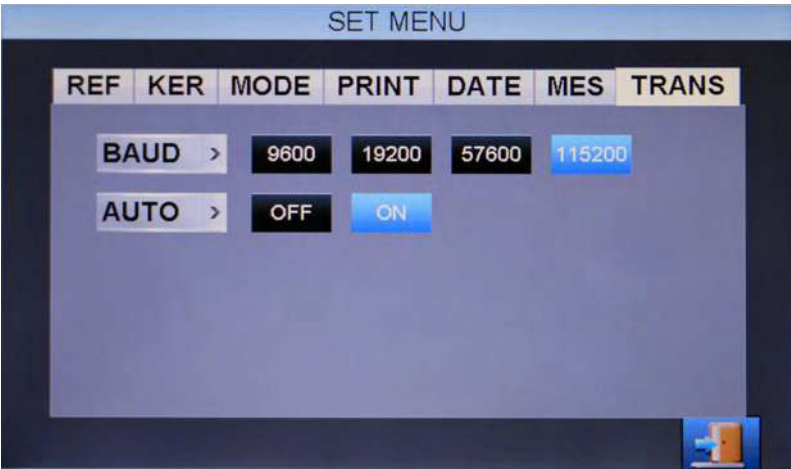 SET MENU
REF KER MODE PRINT DATE MES TRANS
BAUD > 9600 19200 57600 115200
AUTO > OFF ON